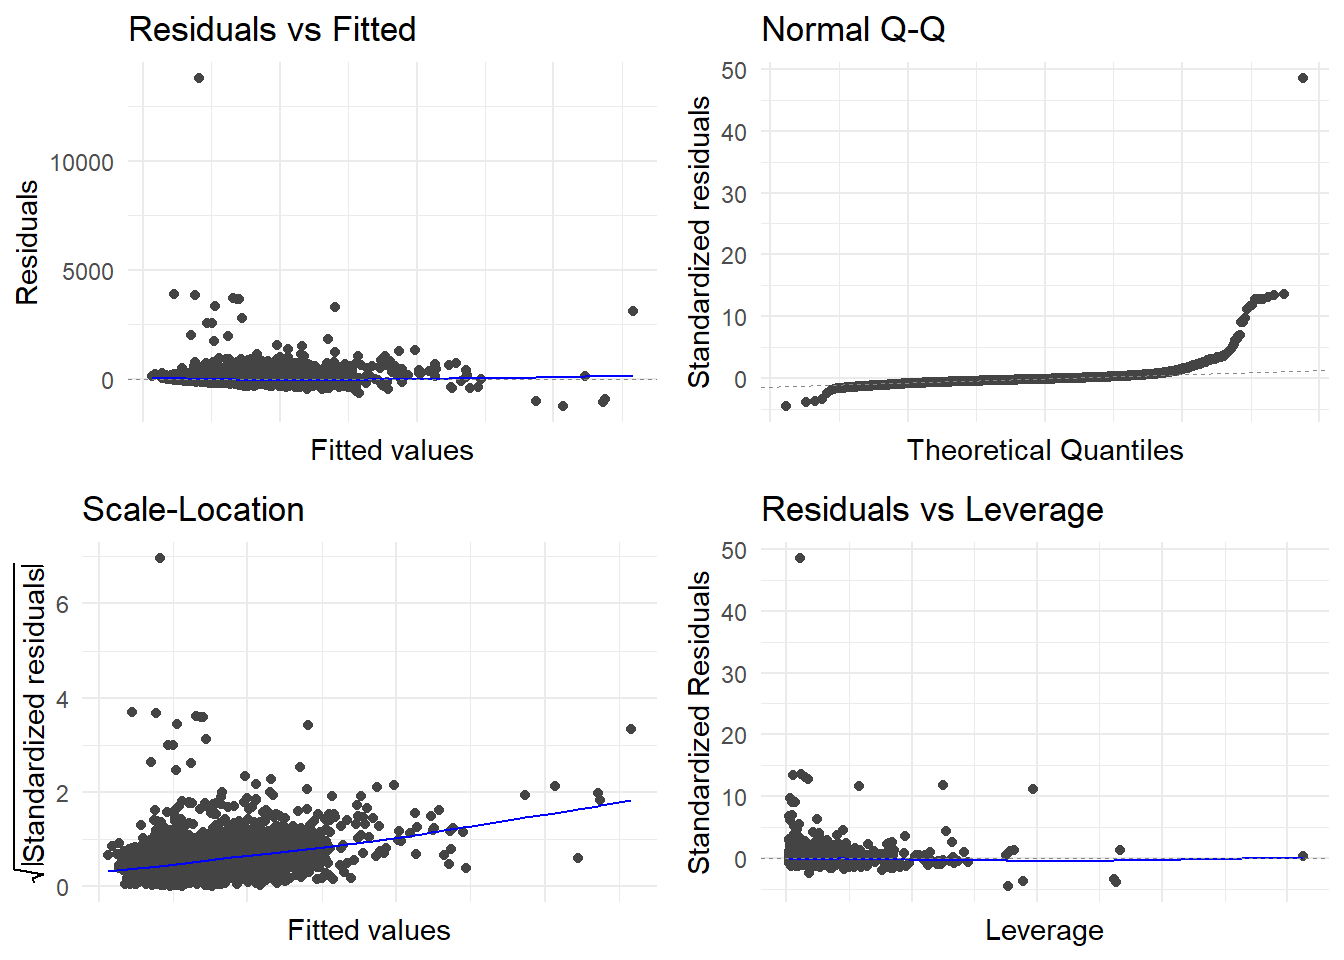 Residuals vs Fitted
10000
5000
0
Residuals
Fitted values
Normal Q-Q
50
40
30
20
10
0
Standardized residuals
Theoretical Quantiles
Scale-Location
6
4
2
0
√|Standardized residuals|
Fitted values
Residuals vs Leverage
50
40
30
20
10
0
Standardized Residuals
Leverage